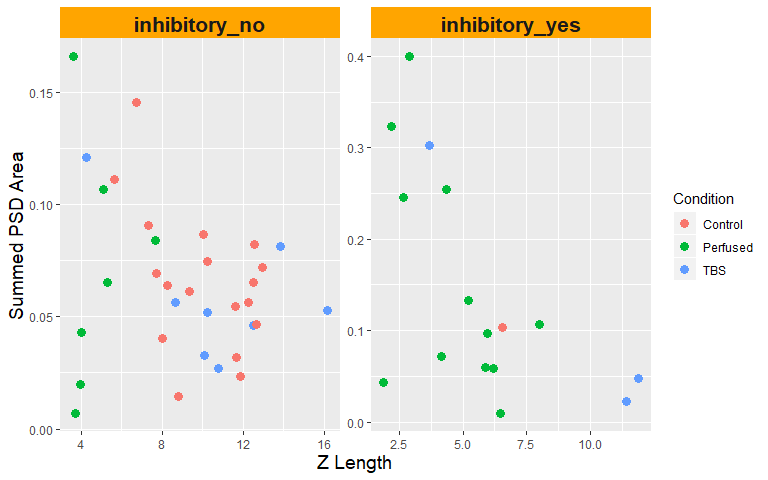 inhibitory_no
inhibitory_yes
Summed PSD Area
0.15
0.10
0.05
0.00
4
8
12
16
0.4
0.3
0.2
0.1
0.0
2.5
5.0
7.5
10.0
Z Length
Condition
Control
Perfused
TBS